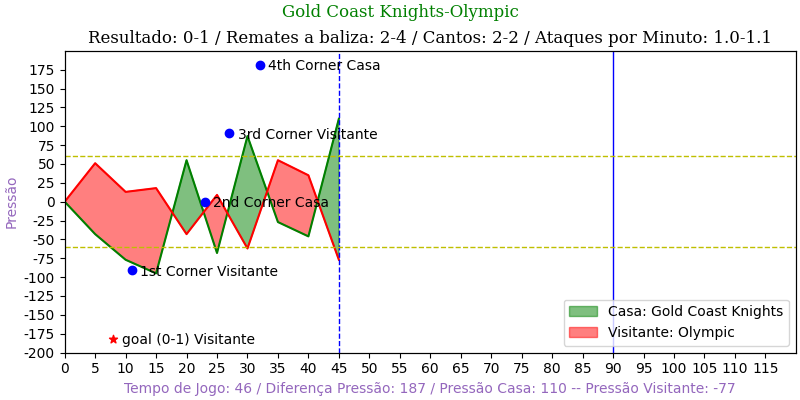 Gold Coast Knights-Olympic
Resultado: 0-1 / Remates a baliza: 2-4 / Cantos: 2-2 / Ataques por Minuto: 1.0-1.1
Pressão
175
150
125
100
75
50
25
0
-25
-50
-75
-100
-125
-150
-175
-200
4th Corner Casa
3rd Corner Visitante
2nd Corner Casa
1st Corner Visitante
goal (0-1) Visitante
Casa: Gold Coast Knights
Visitante: Olympic
0 5 10 15 20 25 30 35 40 45 50 55 60 65 70 75 80 85 90 95 100 105 110 115
Tempo de Jogo: 46 / Diferença Pressão: 187 / Pressão Casa: 110 -- Pressão Visitante: -77